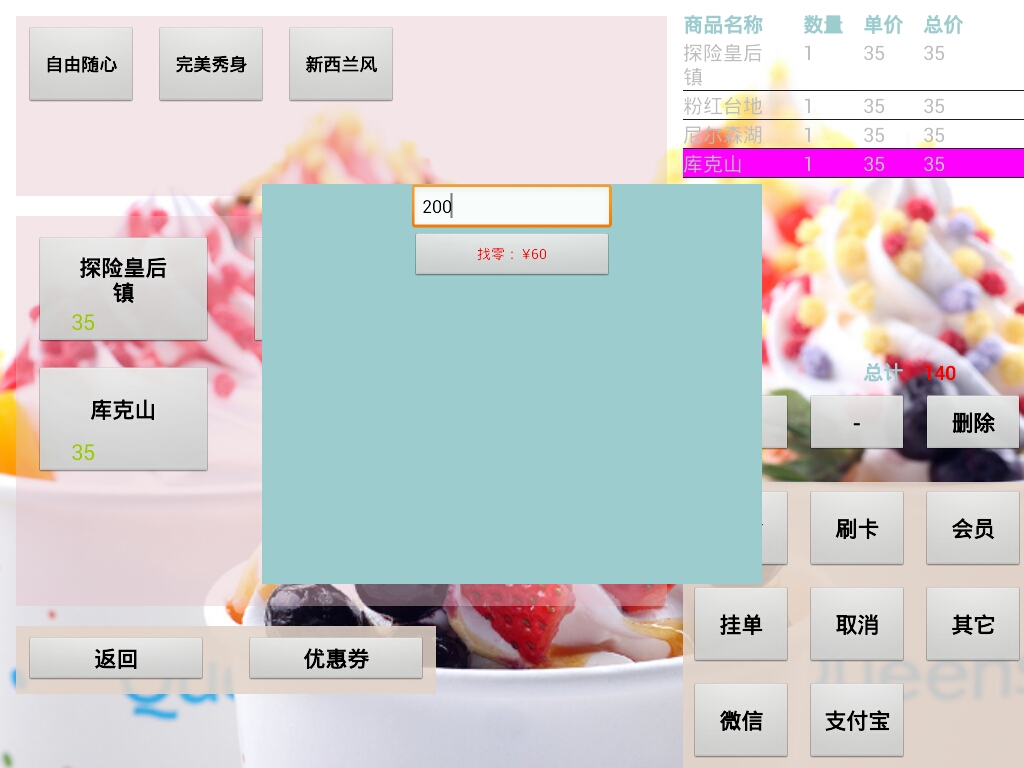 自由随心
完美秀身
新西兰风
商品名称 数量 单价 总价
探险皇后镇 1 35 35
粉红台地 1 35 35
尼尔森湖 1 35 35
库克山 1 35 35
200
找零：¥60
探险皇后
镇
35
库克山
35
总计 140
-
删除
刷卡
会员
挂单
取消
其它
返回
优惠券
微信
支付宝